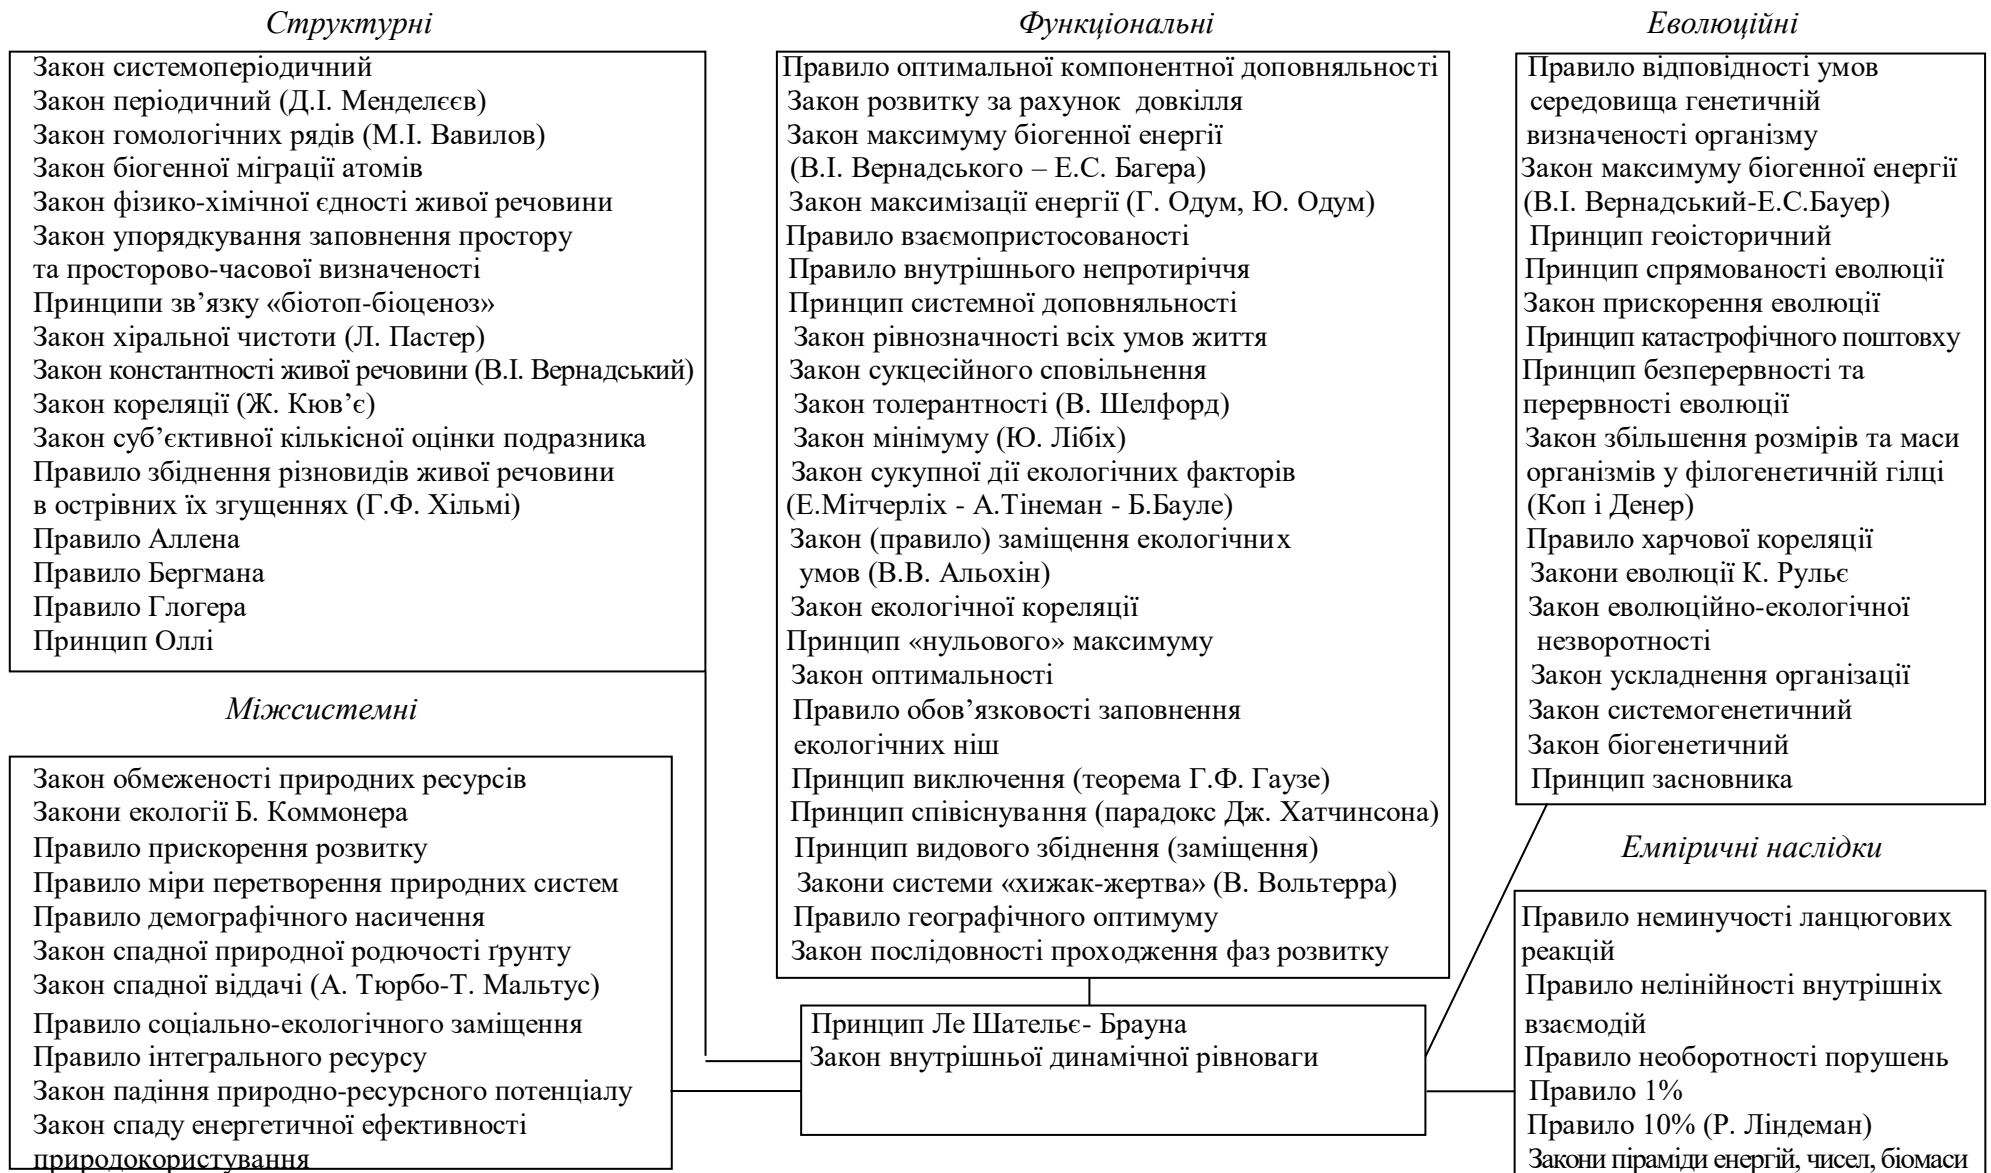 Структурні
Закон системоперіодичний
Закон періодичний (Д.І. Менделєєв)
Закон гомологічних рядів (М.І. Вавилов)
Закон біогенної міграції атомів
Закон фізико-хімічної єдності живої речовини
Закон упорядкування заповнення простору
та просторово-часової визначеності
Принципи зв’язку «біотоп-біоценоз»
Закон хіральної чистоти (Л. Пастер)
Закон константності живої речовини (В.І. Вернадський)
Закон кореляції (Ж. Кюв’є)
Закон суб’єктивної кількісної оцінки подразника
Правило збіднення різновидів живої речовини
в острівних їх згущеннях (Г.Ф. Хільмі)
Правило Аллена
Правило Бергмана
Правило Глогера
Принцип Оллі
Міжсистемні
Закон обмеженості природних ресурсів
Закони екології Б. Коммонера
Правило прискорення розвитку
Правило міри перетворення природних систем
Правило демографічного насичення
Закон спадної природної родючості ґрунту
Закон спадної віддачі (А. Тюрбо-Т. Мальтус)
Правило соціально-екологічного заміщення
Правило інтегрального ресурсу
Закон падіння природно-ресурсного потенціалу
Закон спаду енергетичної ефективності
природокористування
Функціональні
Правило оптимальної компонентної доповняльності
Закон розвитку за рахунок довкілля
Закон максимуму біогенної енергії
(В.І. Вернадського – Е.С. Багера)
Закон максимізації енергії (Г. Одум, Ю. Одум)
Правило взаємопристосованості
Правило внутрішнього непротиріччя
Принцип системної доповняльності
Закон рівнозначності всіх умов життя
Закон сукцесійного сповільнення
Закон толерантності (В. Шелфорд)
Закон мінімуму (Ю. Лібіх)
Закон сукупної дії екологічних факторів
(Е.Мітчерліх - А.Тінеман - Б.Бауле)
Закон (правило) заміщення екологічних
умов (В.В. Альохін)
Закон екологічної кореляції
Принцип «нульового» максимуму
Закон оптимальності
Правило обов’язковості заповнення
екологічних ніш
Принцип виключення (теорема Г.Ф. Гаузе)
Принцип співіснування (парадокс Дж. Хатчинсона)
Принцип видового збіднення (заміщення)
Закони системи «хижак-жертва» (В. Вольтерра)
Правило географічного оптимуму
Закон послідовності проходження фаз розвитку
Принцип Ле Шательє- Брауна
Закон внутрішньої динамічної рівноваги
Еволюційні
Правило відповідності умов
середовища генетичній
визначеності організму
Закон максимуму біогенної енергії
(В.І. Вернадський-Е.С.Бауер)
Принцип геоісторичний
Принцип спрямованості еволюції
Закон прискорення еволюції
Принцип катастрофічного поштовху
Принцип безперервності та
перервності еволюції
Закон збільшення розмірів та маси
організмів у філогенетичній гілці
(Коп і Денер)
Правило харчової кореляції
Закони еволюції К. Рульє
Закон еволюційно-екологічної
незворотності
Закон ускладнення організації
Закон системогенетичний
Закон біогенетичний
Принцип засновника
Емпіричні наслідки
Правило неминучості ланцюгових
реакцій
Правило нелінійності внутрішніх
взаємодій
Правило необоротності порушень
Правило 1%
Правило 10% (Р. Ліндеман)
Закони піраміди енергій, чисел, біомаси